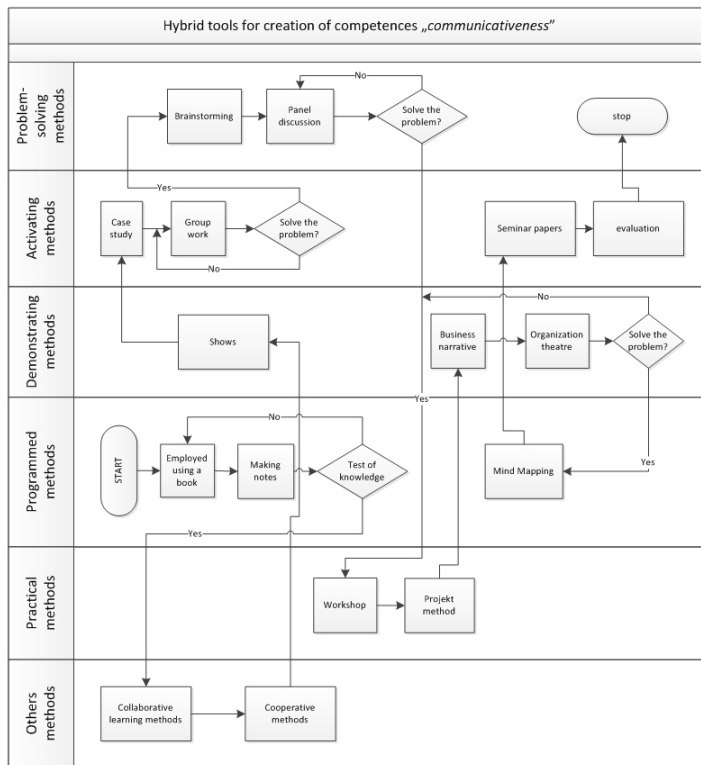 Hybrid tools for creation of competences „communicativeness”
Problem-
solving
methods
Brainstorming
Panel
discussion
No
Solve the
problem?
stop
Activating
methods
Yes
Case
study
Group
work
Solve the
problem?
No
Seminar papers
evaluation
Demonstrating
methods
Shows
Business
narrative
Organization
theatre
No
Solve the
problem?
Yes
Programmed
methods
START
No
Employed
using a
book
Making
notes
Test of
knowledge
Yes
Mind Mapping
Yes
Practical
methods
Workshop
Projekt
method
Others
methods
Collaborative
learning methods
Cooperative
methods